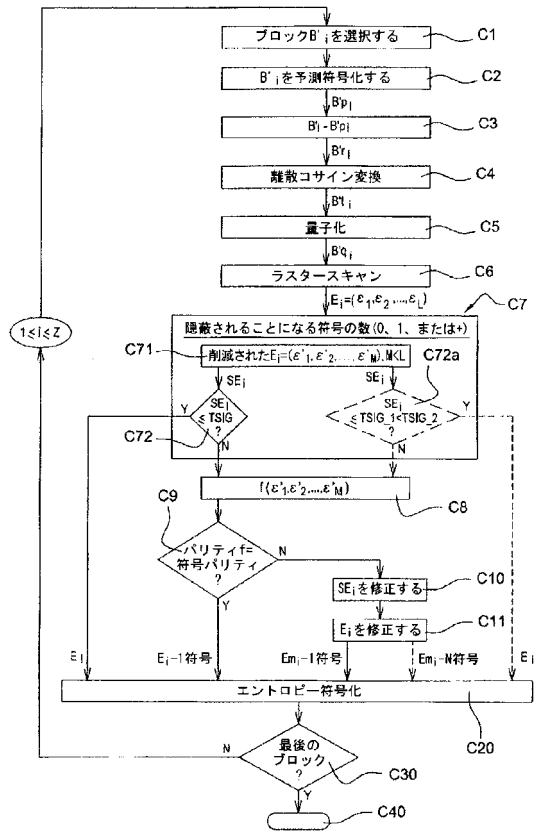 ブロックB'iを選択する
C1
B'iを予測符号化する
C2
B'pi
B'i-B'pi
C3
B'ri
離散コサイン変換
C4
B'ti
量子化
C5
B'qi
ラスタースキャン
C6
Ei=(ε1,ε2,...,εL)
C7
1≤i≤Z
隠蔽されることになる符号の数(0、1、または+)
C71
削減されたEi=(ε'1,ε'2,...,ε'M),M<L
C72a
SEi
SEi
Y
SEi
≤TSIG
?
SEi
≤TSIG_1<TSIG_2
?
Y
C72
N
N
f(ε'1,ε'2,...,ε'M)
C8
C9
パリティf=
符号パリティ
?
N
Y
SEiを修正する
C10
Eiを修正する
C11
Ei
Ei-1符号
Emi-1符号
Emi-N符号
Ei
エントロピー符号化
C20
N
最後の
ブロック
?
C30
Y
C40